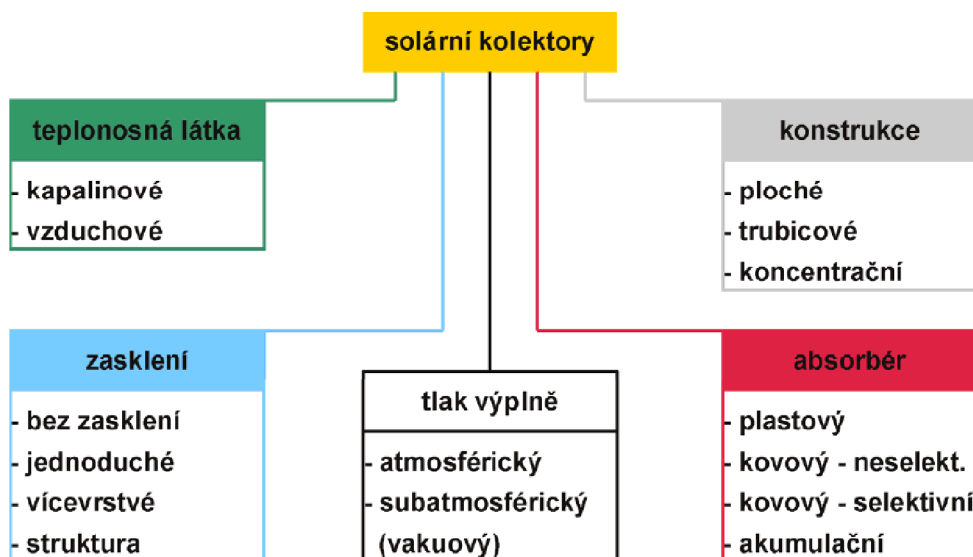 solární kolektory
teplonosná látka
- kapalinové
- vzduchové
konstrukce
- ploché
- trubicové
- koncentrační
zasklení
- bez zasklení
- jednoduché
- vícevrstvé
- struktura
tlak výplně
- atmosférický
- subatmosférický
(vakuový)
absorbér
- plastový
- kovový - neselekt.
- kovový - selektivní
- akumulační